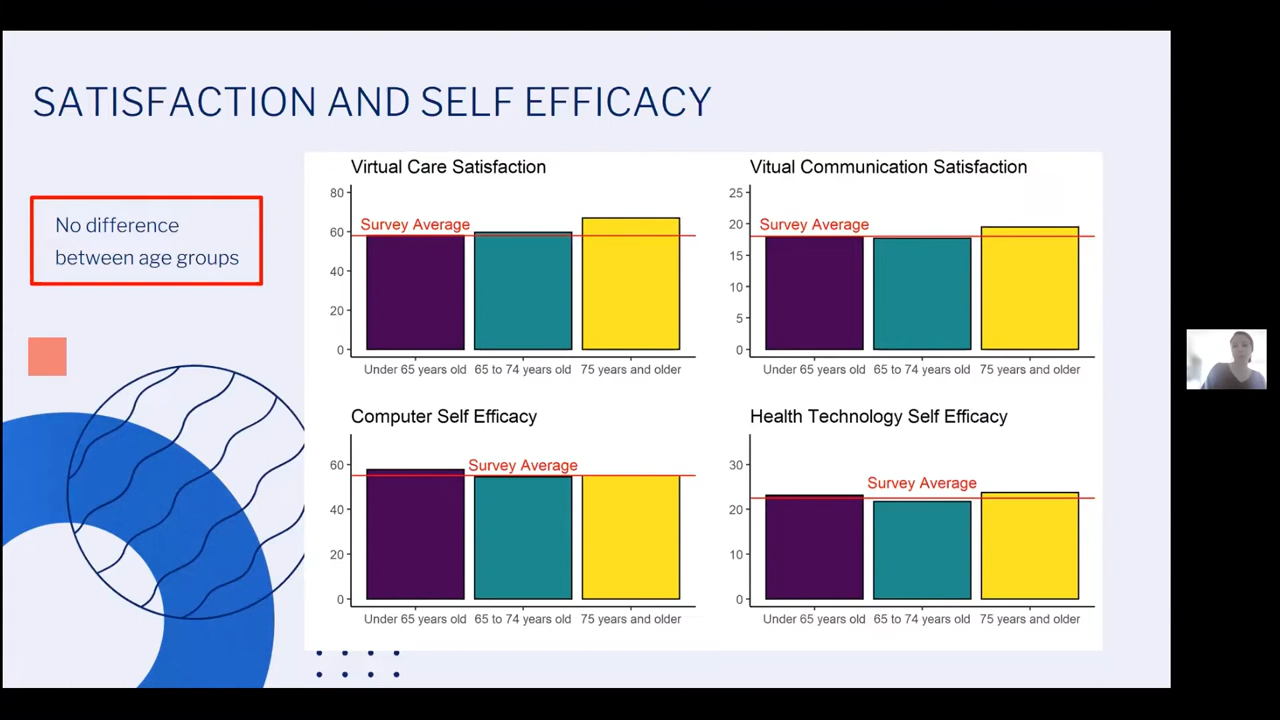 SATISFACTION AND SELF EFFICACY
No difference
between age groups
Virtual Care Satisfaction
80
60
40
20
0
Survey Average
Under 65 years old 65 to 74 years old 75 years and older
Vitual Communication Satisfaction
25
20
15
10
5
0
Survey Average
Under 65 years old 65 to 74 years old 75 years and older
Computer Self Efficacy
60
40
20
0
Survey Average
Under 65 years old 65 to 74 years old 75 years and older
Health Technology Self Efficacy
30
20
10
0
Survey Average
Under 65 years old 65 to 74 years old 75 years and older